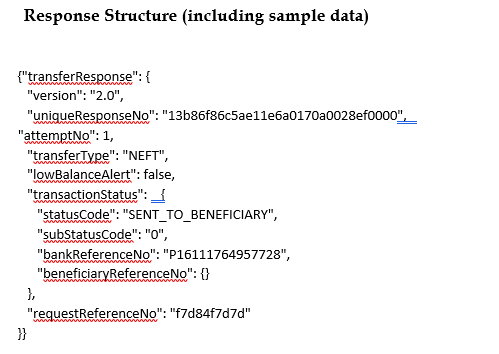 Response Structure (including sample data)
{"transferResponse": {
"version": "2.0",
"uniqueResponseNo": "13b86f86c5ae11e6a0170a0028ef0000",
"attemptNo": 1,
"transferType": "NEFT",
"lowBalanceAlert": false,
"transactionStatus": {
"statusCode": "SENT_TO_BENEFICIARY",
"subStatusCode": "0",
"bankReferenceNo": "P16111764957728",
"beneficiaryReferenceNo": {}
},
"requestReferenceNo": "f7d84f7d7d"
}}